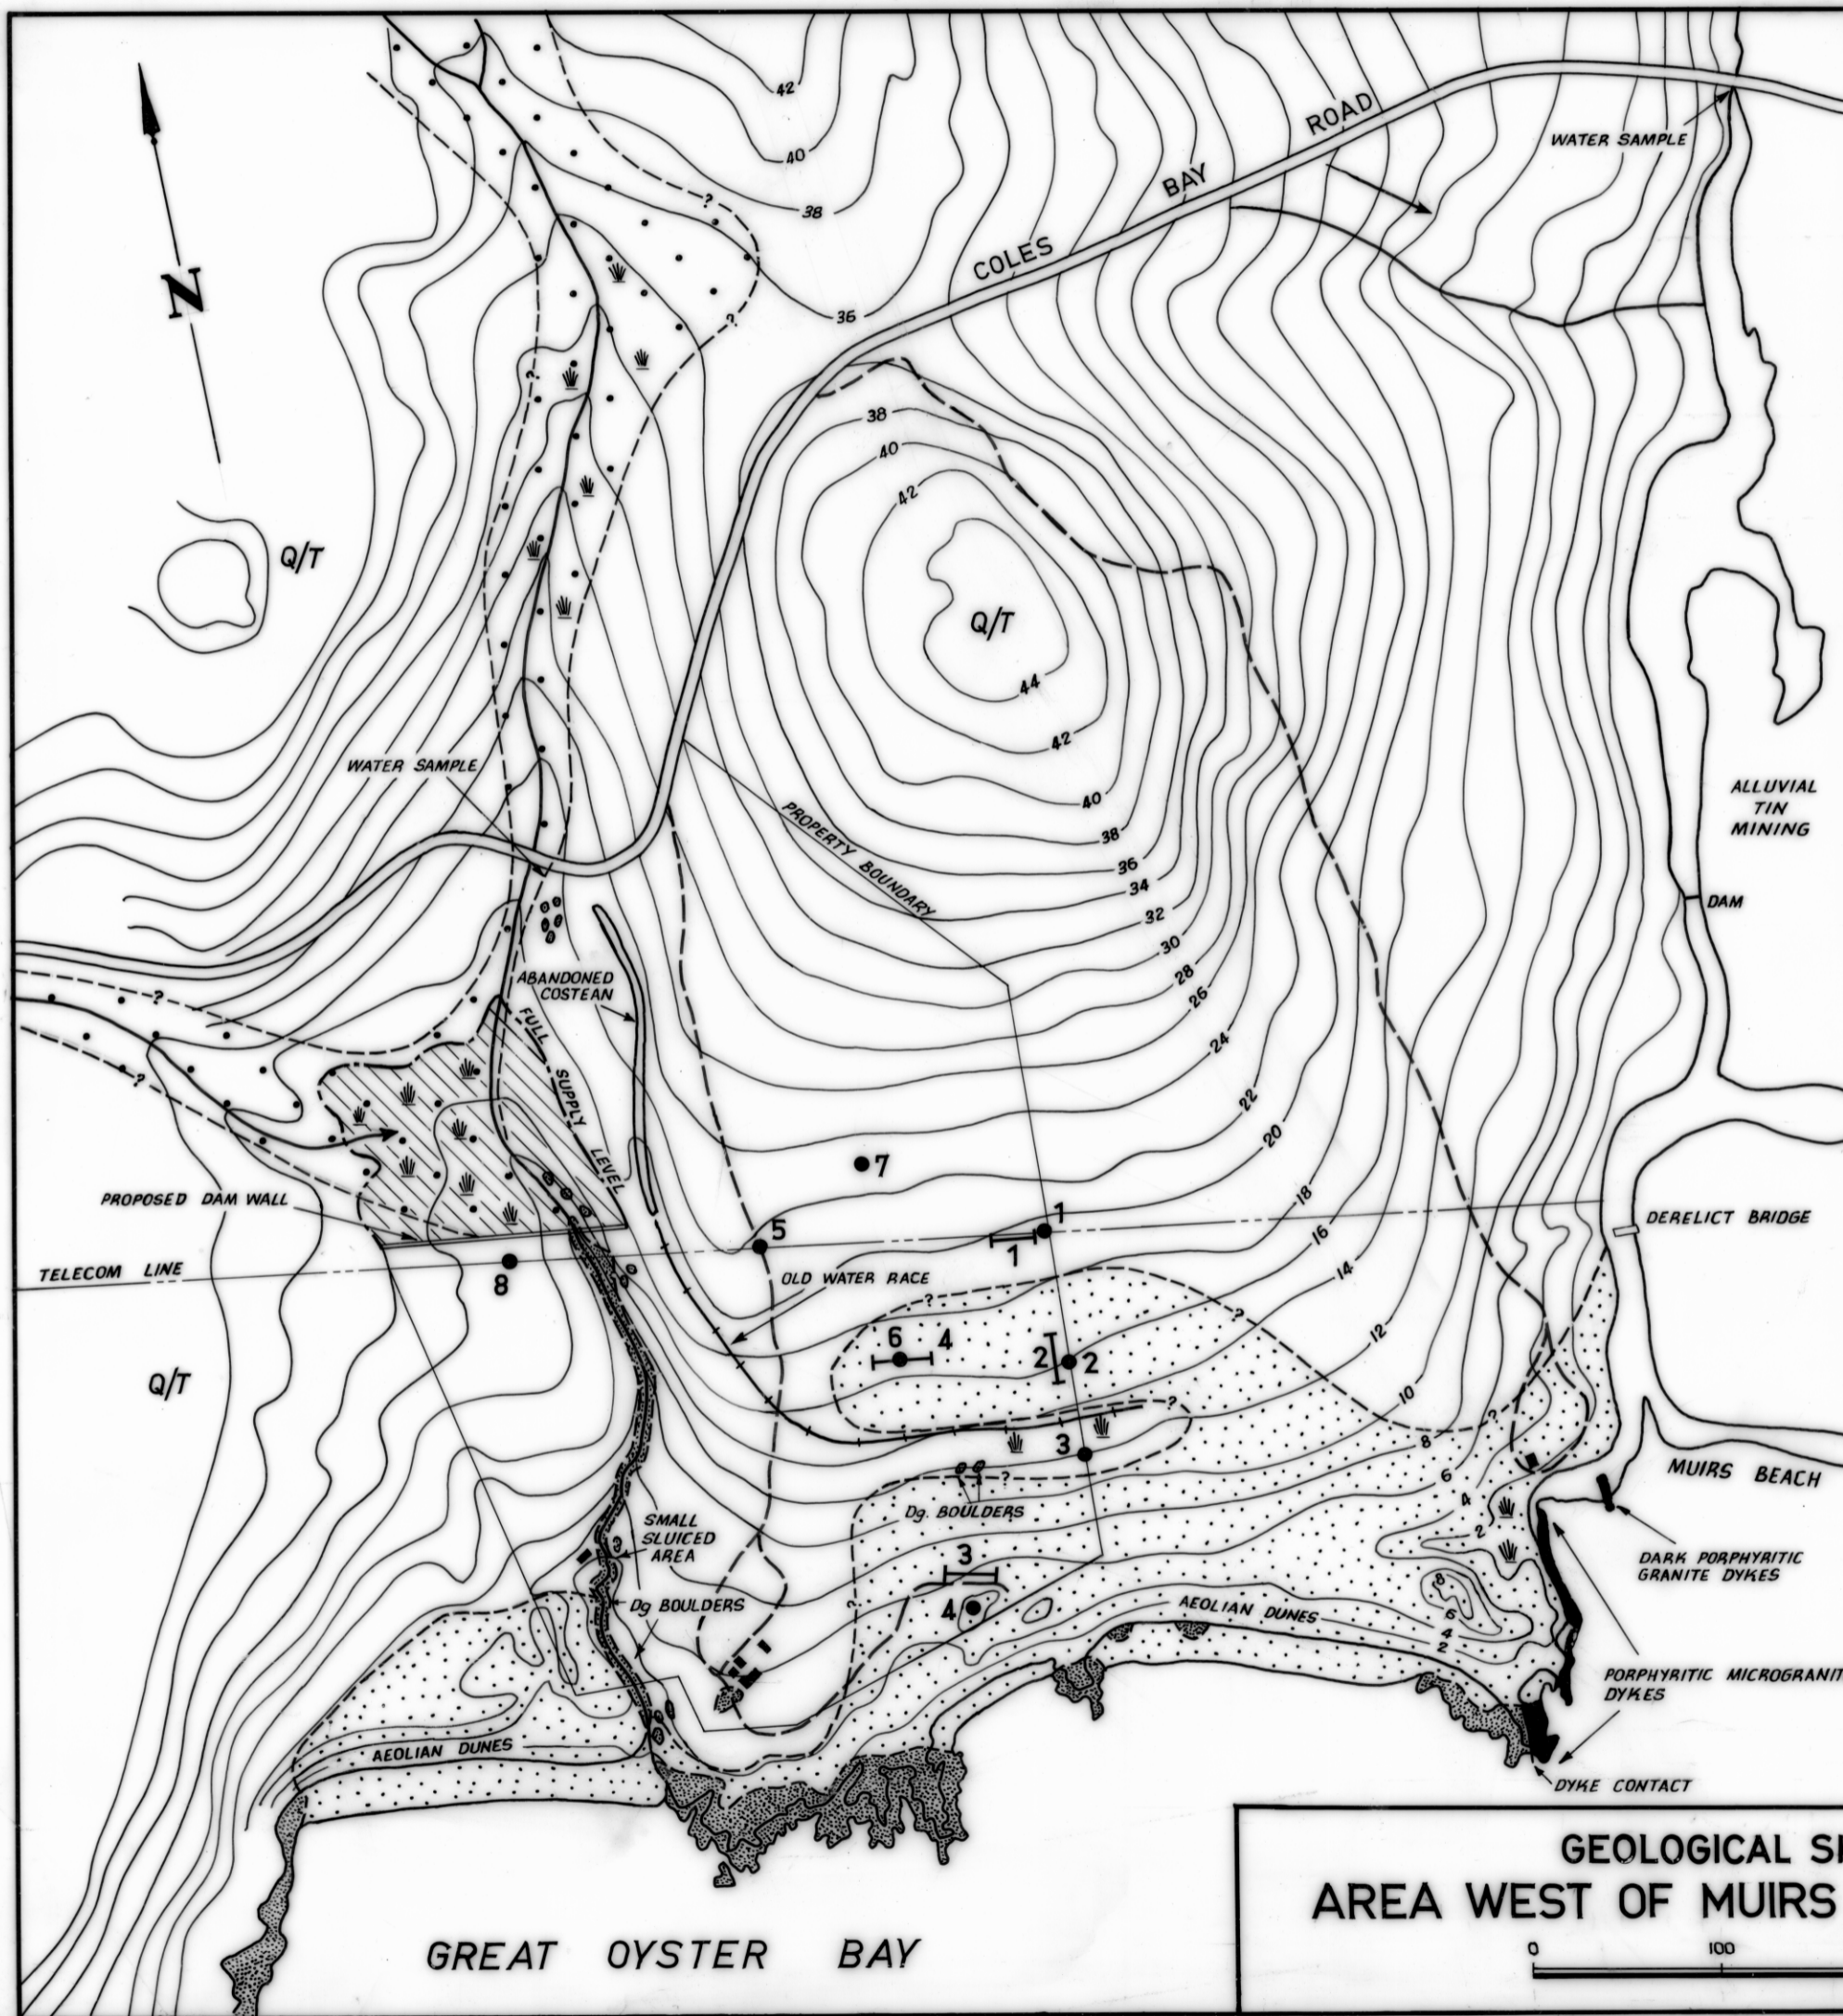 42
40
38
36
COLES BAY ROAD
WATER SAMPLE
N
38
40
42
Q/T
Q/T
44
42
40
38
36
34
32
30
28
26
24
22
20
18
16
14
12
10
8
6
4
2
WATER SAMPLE
PROPERTY BOUNDARY
ALLUVIAL
TIN
MINING
DAM
ABANDONED
COSTEAN
FULL SUPPLY LEVEL
?
?
?
?
?
7
5
1
1
PROPOSED DAM WALL
DERELICT BRIDGE
TELECOM LINE
8
OLD WATER RACE
?
?
6
4
2
2
Q/T
?
?
3
MUIRS BEACH
?
Dg. BOULDERS
SMALL
SLUICED
AREA
3
DARK PORPHYRITIC
GRANITE DYKES
Dg BOULDERS
?
4
AEOLIAN DUNES
8
6
4
2
PORPHYRITIC
DYKES
AEOLIAN DUNES
DYKE CONTACT
GEOLOGICAL
AREA WEST OF MUIRS
0
100
GREAT OYSTER BAY